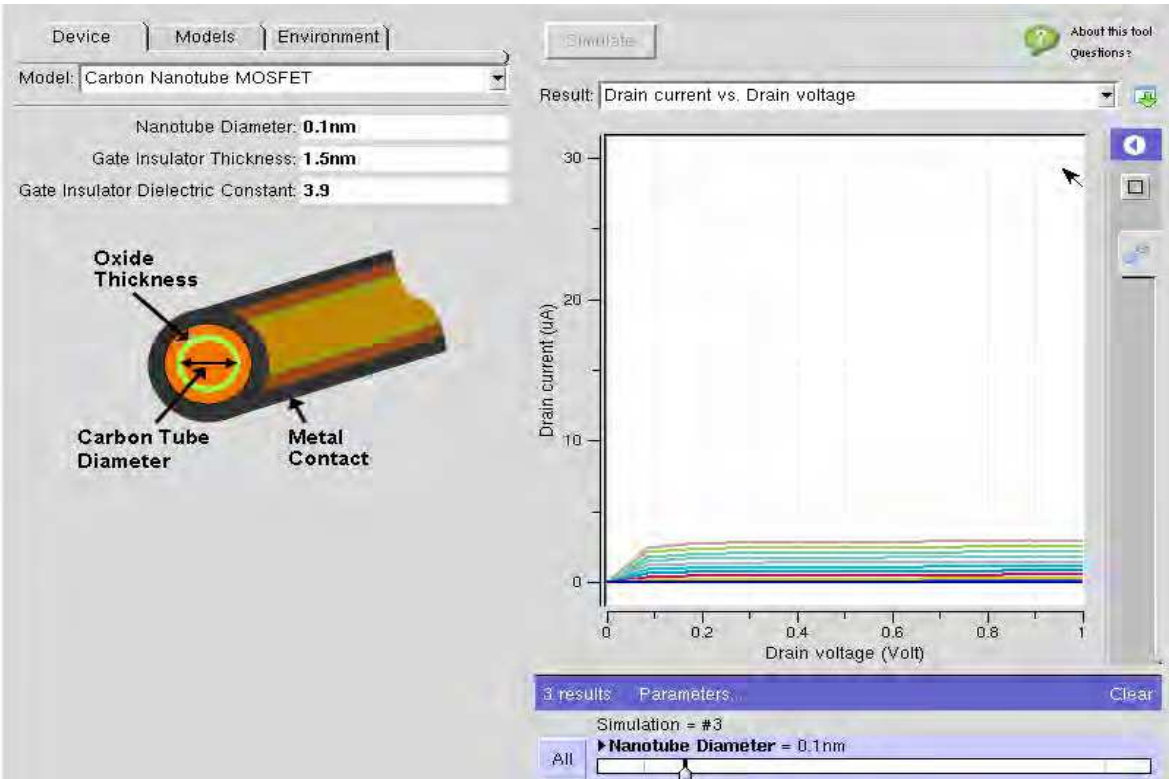 Device
Models
Environment
Model: Carbon Nanotube MOSFET
Nanotube Diameter: 0.1nm
Gate Insulator Thickness: 1.5nm
Gate Insulator Dielectric Constant: 3.9
Oxide
Thickness
Carbon Tube
Diameter
Metal
Contact
Simulate
About this tool
Questions?
Result: Drain current vs. Drain voltage
30
20
10
0
Drain current (uA)
0 0.2 0.4 0.6 0.8 1
Drain voltage (Volt)
3 results Parameters... Clear
Simulation = #3
All
Nanotube Diameter = 0.1nm